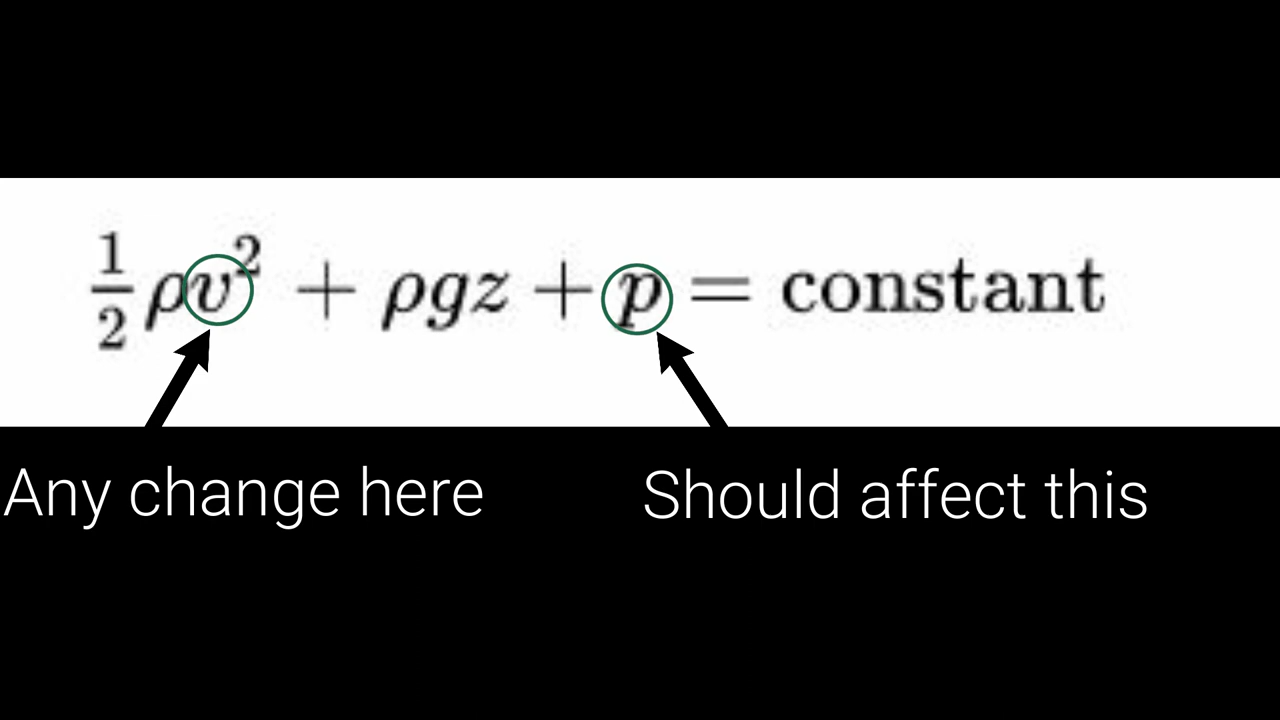 ½ρv² + ρgz + p = constant
Any change here
Should affect this